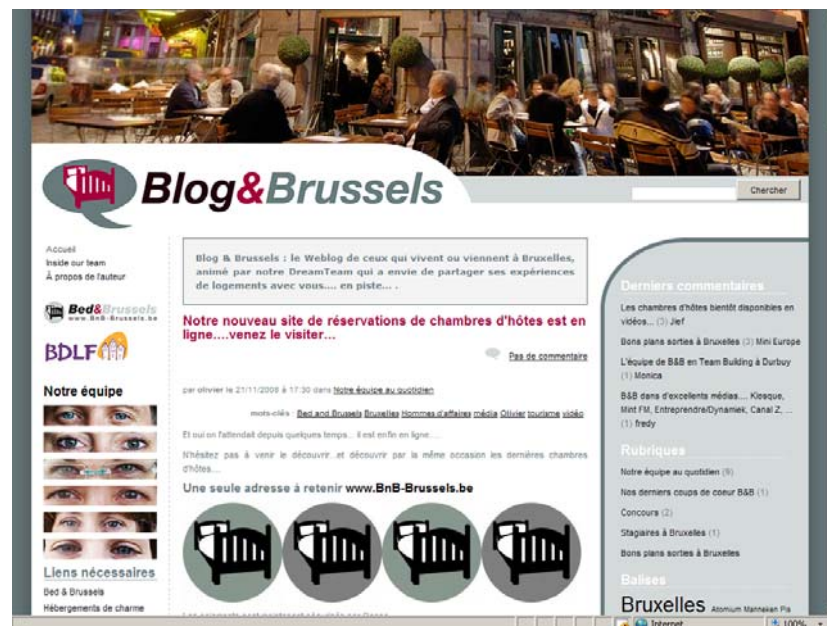 Blog&Brussels
Chercher
Accueil
Inside our team
À propos de l'auteur
Bed&Brussels
www.BnB-Brussels.be
BDLF
Notre équipe
Liens nécessaires
Bed & Brussels
Hébergements de charme
Blog & Brussels : le Weblog de ceux qui vivent ou viennent à Bruxelles,
animé par notre DreamTeam qui a envie de partager ses expériences
de logements avec vous.... en piste... .
Notre nouveau site de réservations de chambres d'hôtes est en
ligne....venez le visiter...
Pas de commentaire
par olivier le 21/11/2008 à 17:30 dans Notre équipe au quotidien
mots-clés : Bed and Brussels Bruxelles Hommes d'affaires média Olivier tourisme vidéo
Et oui on l'attendait depuis quelques temps... Il est enfin en ligne....
N'hésitez pas à venir le découvrir...et découvrir par la même occasion les dernières chambres
d'hôtes....
Une seule adresse à retenir www.BnB-Brussels.be
Derniers commentaires
Les chambres d'hôtes bientôt disponibles en
vidéos... (3) Jief
Bons plans sorties à Bruxelles (3) Mini Europe
L'équipe de B&B en Team Building à Durbuy
(1) Monica
B&B dans d'excellents médias.... Kiosque,
Mint FM, Entreprendre/Dynamiek, Canal Z, ...
(1) fredy
Rubriques
Notre équipe au quotidien (9)
Nos derniers coups de coeur B&B (1)
Concours (2)
Stagiaires à Bruxelles (1)
Bons plans sorties à Bruxelles
Balises
Bruxelles Atomium Manneken Pis
Internet
100%